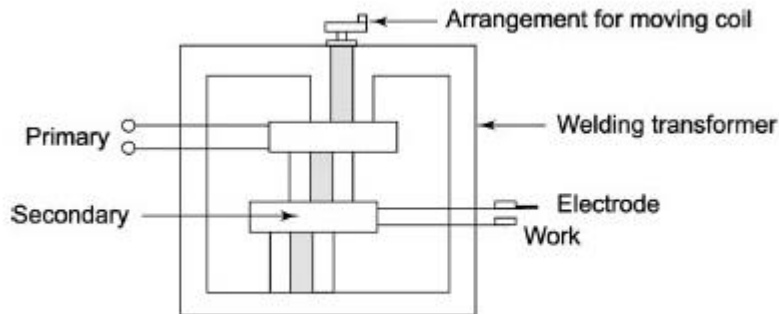 Arrangement for moving coil
Primary
Welding transformer
Secondary
Electrode
Work